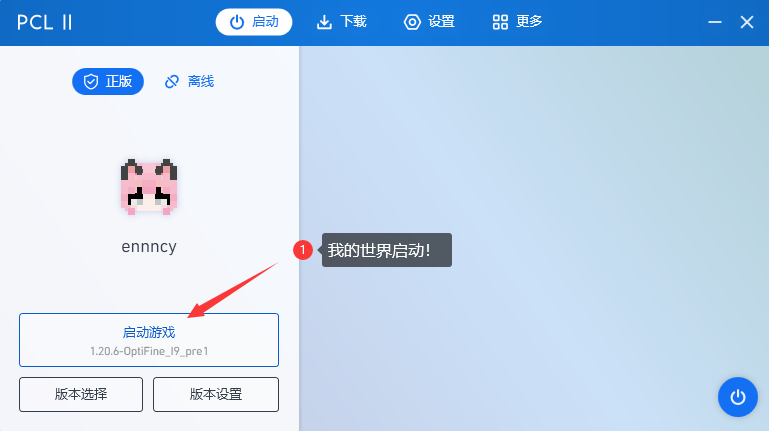 PCL II
启动
下载
设置
更多
正版
离线
ennncy
1
我的世界启动！
启动游戏
1.20.6-OptiFine_I9_pre1
版本选择
版本设置